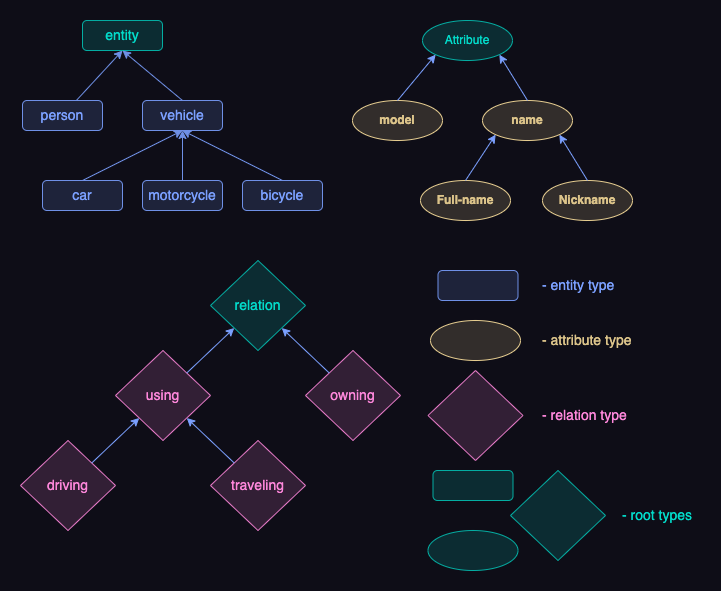 entity
Attribute
person
vehicle
model
name
car
motorcycle
bicycle
Full-name
Nickname
relation
- entity type
- attribute type
using
owning
- relation type
driving
traveling
- root types